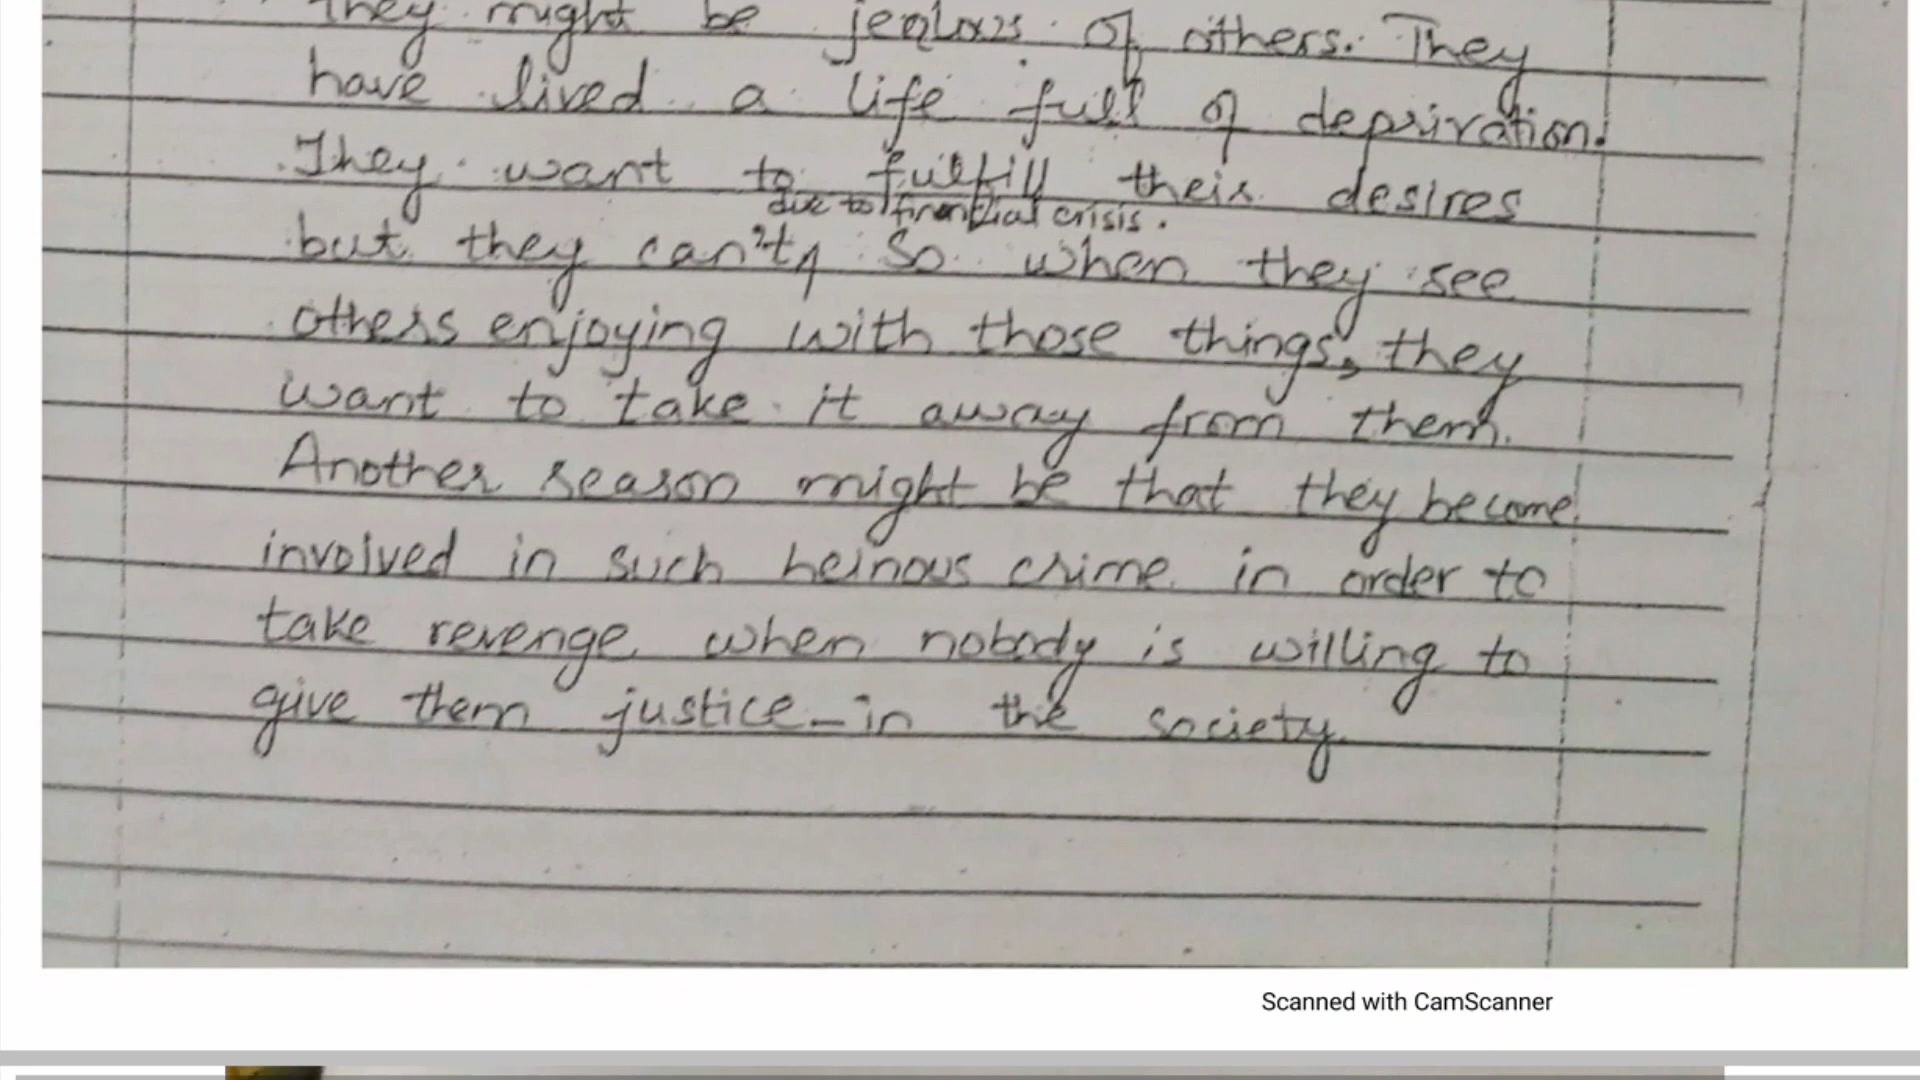 They might be jealous of others. They
have lived a life full of deprivation.
They want to fulfill their desires
due to finantial crisis.
but they can't So when they see
others enjoying with those things, they
want to take it away from them.
Another reason might be that they become
involved in such heinous crime in order to
take revenge when nobody is willing to
give them justice in the society.
Scanned with CamScanner